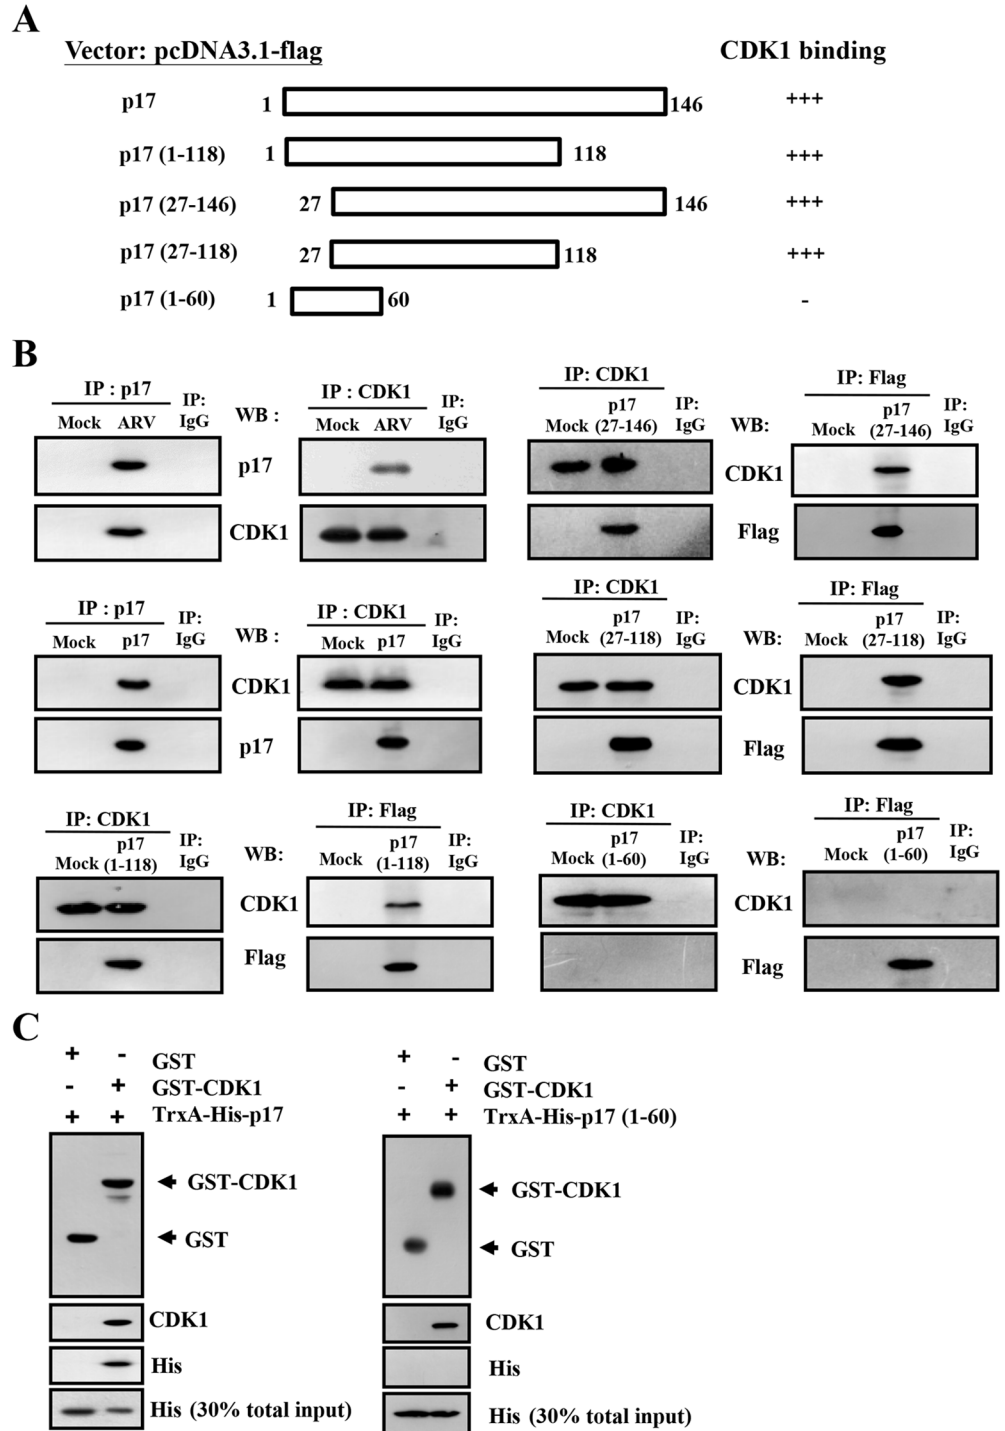 A
Vector: pcDNA3.1-flag CDK1 binding
p17 1 146 +++
p17 (1-118) 1 118 +++
p17 (27-146) 27 146 +++
p17 (27-118) 27 118 +++
p17 (1-60) 1 60 -
B
IP : p17 IP: IgG
Mock ARV
WB :
IP : CDK1 IP: IgG
Mock ARV
p17
CDK1
IP: CDK1 IP: IgG
Mock p17 (27-146)
WB:
IP: Flag IP: IgG
Mock p17 (27-146)
CDK1
Flag
IP : p17 IP: IgG
Mock p17
WB :
IP : CDK1 IP: IgG
Mock p17
CDK1
p17
IP: CDK1 IP: IgG
Mock p17 (27-118)
WB:
IP: Flag IP: IgG
Mock p17 (27-118)
CDK1
Flag
IP: CDK1 IP: IgG
Mock p17 (1-118)
WB:
IP: Flag IP: IgG
Mock p17 (1-118)
CDK1
Flag
IP: CDK1 IP: IgG
Mock p17 (1-60)
WB:
IP: Flag IP: IgG
Mock p17 (1-60)
CDK1
Flag
C
+ - GST
- + GST-CDK1
+ + TrxA-His-p17
GST-CDK1
GST
CDK1
His
His (30% total input)
+ - GST
- + GST-CDK1
+ + TrxA-His-p17 (1-60)
GST-CDK1
GST
CDK1
His
His (30% total input)